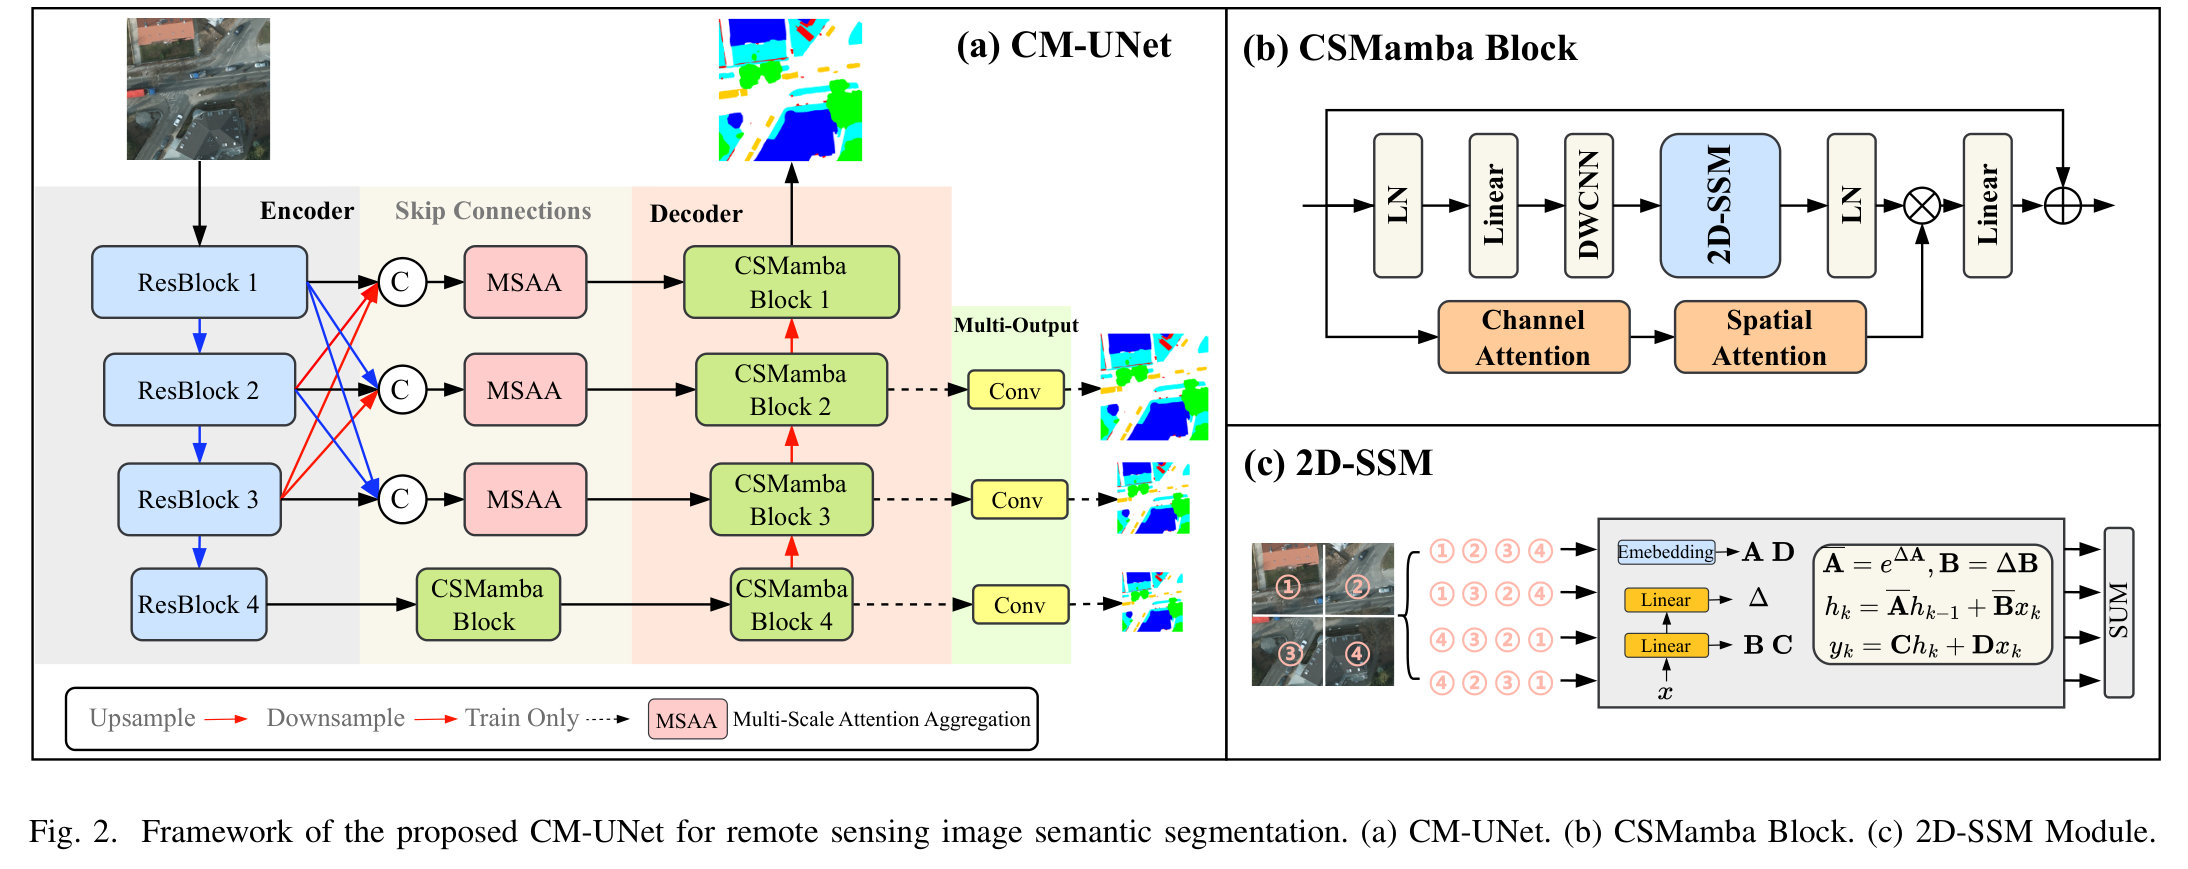 (a) CM-UNet
Encoder
Skip Connections
Decoder
ResBlock 1
C
MSAA
CSMamba
Block 1
Multi-Output
ResBlock 2
C
MSAA
CSMamba
Block 2
Conv
ResBlock 3
C
MSAA
CSMamba
Block 3
Conv
ResBlock 4
CSMamba
Block
CSMamba
Block 4
Conv
Upsample
Downsample
Train Only
MSAA
Multi-Scale Attention Aggregation
(b) CSMamba Block
LN
Linear
DWCNN
2D-SSM
LN
Linear
Channel
Attention
Spatial
Attention
(c) 2D-SSM
① ②
③ ④
① ② ③ ④
① ③ ② ④
④ ③ ② ①
④ ② ③ ①
Emebedding
A D
Linear
Δ
Linear
B C
x
A̅ = e^{ΔA}, B = ΔB
h_k = A̅h_{k−1} + B̅x_k
y_k = Ch_k + Dx_k
SUM
Fig. 2. Framework of the proposed CM-UNet for remote sensing image semantic segmentation. (a) CM-UNet. (b) CSMamba Block. (c) 2D-SSM Module.